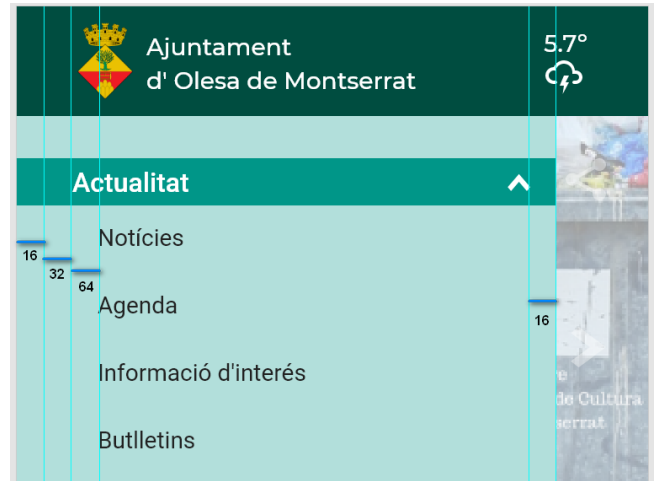 Ajuntament
d' Olesa de Montserrat
5.7°
Actualitat
Notícies
16
32
64
Agenda
16
Informació d'interés
de Cultura
Butlletins